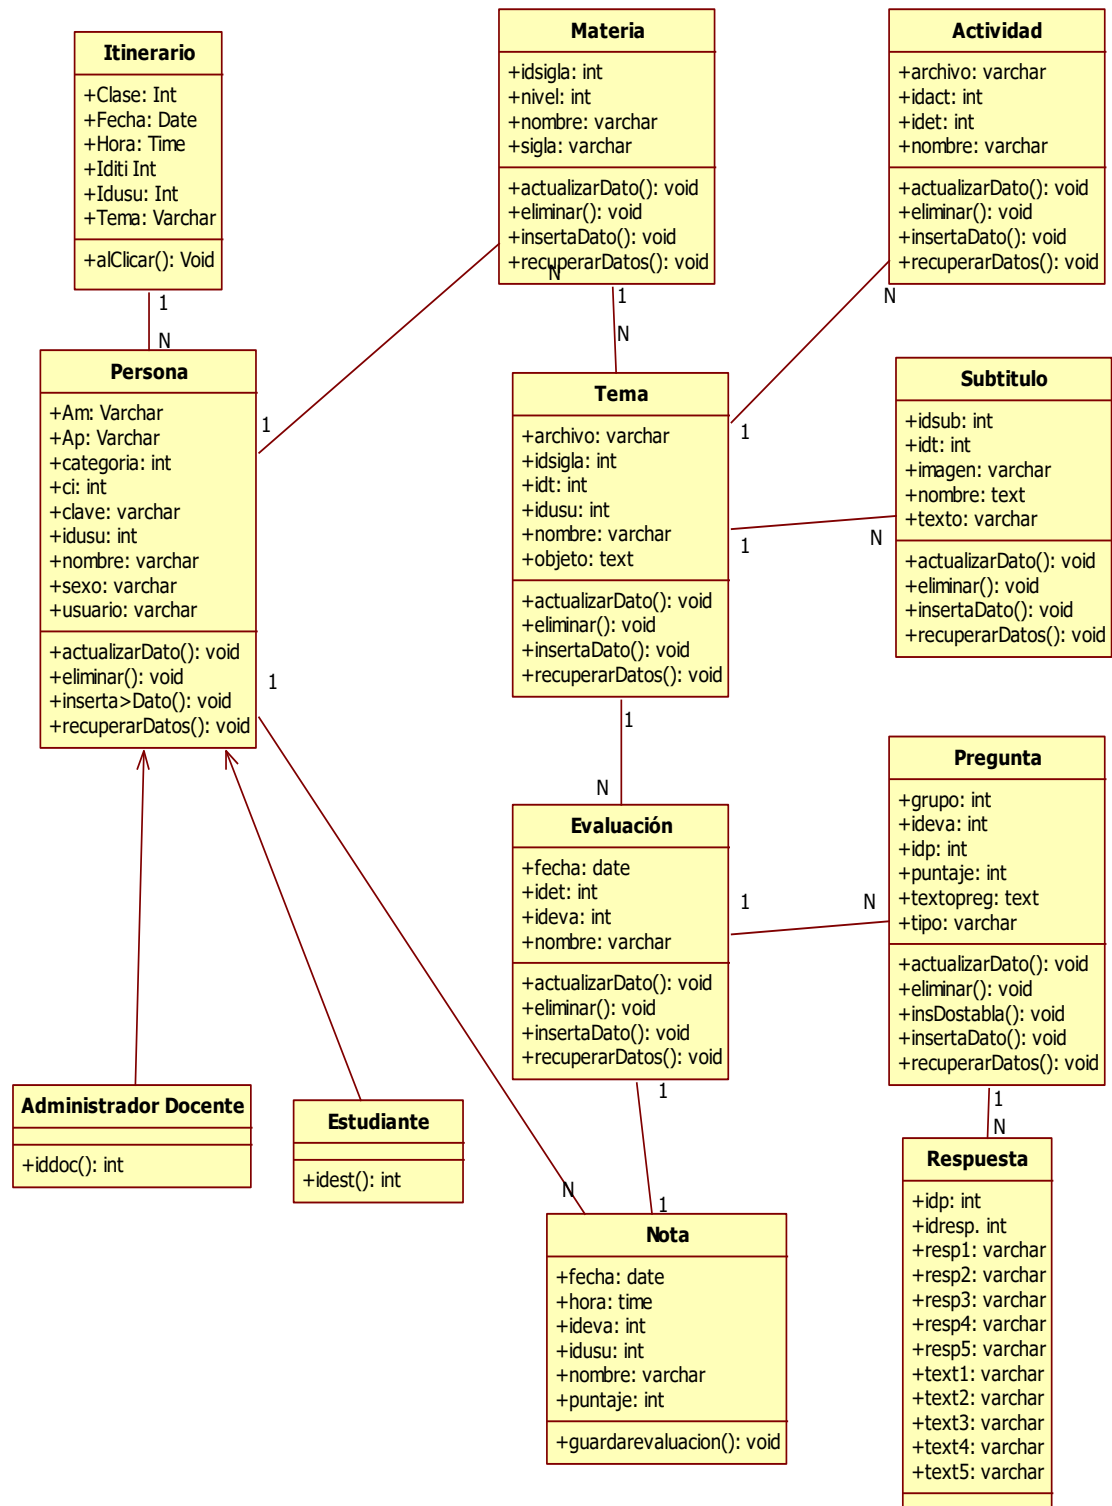 Itinerario
+Clase: Int
+Fecha: Date
+Hora: Time
+Iditi Int
+Idusu: Int
+Tema: Varchar
+alClicar(): Void
1
N
Materia
+idsigla: int
+nivel: int
+nombre: varchar
+sigla: varchar
+actualizarDato(): void
+eliminar(): void
+insertaDato(): void
+recuperarDatos(): void
N
1
N
Actividad
+archivo: varchar
+idact: int
+idet: int
+nombre: varchar
+actualizarDato(): void
+eliminar(): void
+insertaDato(): void
+recuperarDatos(): void
N
Persona
+Am: Varchar
+Ap: Varchar
+categoria: int
+ci: int
+clave: varchar
+idusu: int
+nombre: varchar
+sexo: varchar
+usuario: varchar
+actualizarDato(): void
+eliminar(): void
+inserta>Dato(): void
+recuperarDatos(): void
1
1
Tema
+archivo: varchar
+idsigla: int
+idt: int
+idusu: int
+nombre: varchar
+objeto: text
+actualizarDato(): void
+eliminar(): void
+insertaDato(): void
+recuperarDatos(): void
1
1
N
1
N
Subtitulo
+idsub: int
+idt: int
+imagen: varchar
+nombre: text
+texto: varchar
+actualizarDato(): void
+eliminar(): void
+insertaDato(): void
+recuperarDatos(): void
Evaluación
+fecha: date
+idet: int
+ideva: int
+nombre: varchar
+actualizarDato(): void
+eliminar(): void
+insertaDato(): void
+recuperarDatos(): void
1
N
1
Pregunta
+grupo: int
+ideva: int
+idp: int
+puntaje: int
+textopreg: text
+tipo: varchar
+actualizarDato(): void
+eliminar(): void
+insDostabla(): void
+insertaDato(): void
+recuperarDatos(): void
1
N
Administrador Docente
+iddoc(): int
Estudiante
+idest(): int
N
1
Nota
+fecha: date
+hora: time
+ideva: int
+idusu: int
+nombre: varchar
+puntaje: int
+guardarevaluacion(): void
Respuesta
+idp: int
+idresp. int
+resp1: varchar
+resp2: varchar
+resp3: varchar
+resp4: varchar
+resp5: varchar
+text1: varchar
+text2: varchar
+text3: varchar
+text4: varchar
+text5: varchar